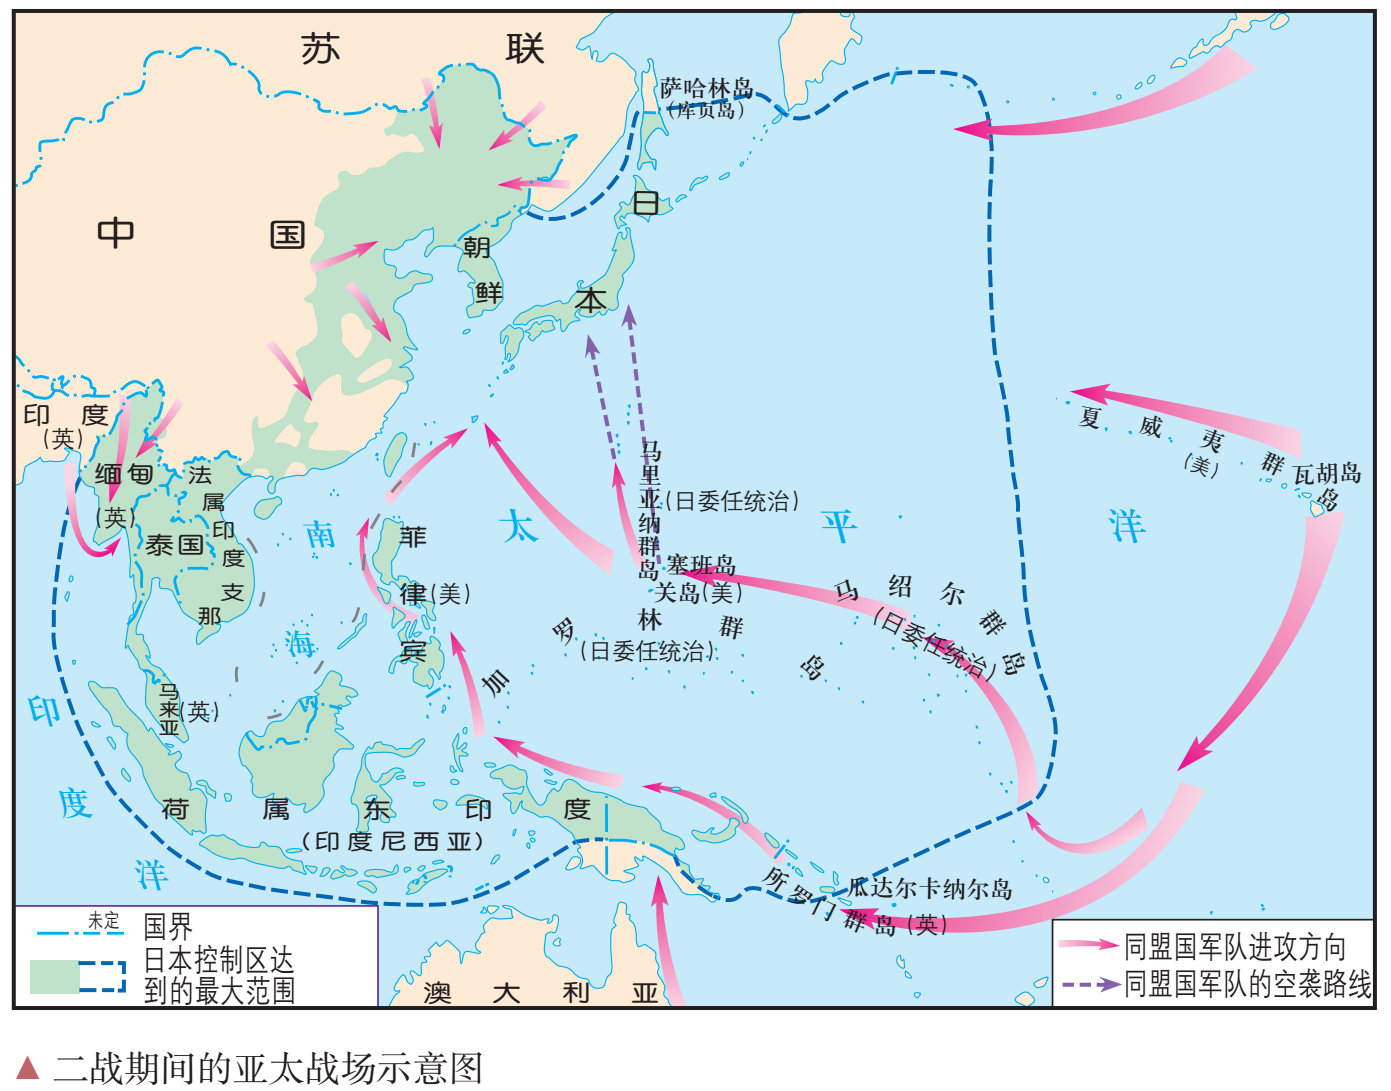 苏 联
萨哈林岛
(库页岛)
中 国
日
本
朝
鲜
印 度
(英)
缅甸
(英)
法
属
印
度
支
那
泰国
南
海
太 平 洋
菲
律(美)
宾
马里亚纳群岛
(日委任统治)
塞班岛
关岛(美)
加罗林群岛
(日委任统治)
马绍尔群岛
(日委任统治)
夏威夷群岛
(美)
瓦胡岛
马来亚
(英)
印
度
洋
荷 属 东 印 度
(印度尼西亚)
所罗门群岛(英)
瓜达尔卡纳尔岛
澳 大 利 亚
未定
国界
日本控制区达
到的最大范围
同盟国军队进攻方向
同盟国军队的空袭路线
▲ 二战期间的亚太战场示意图